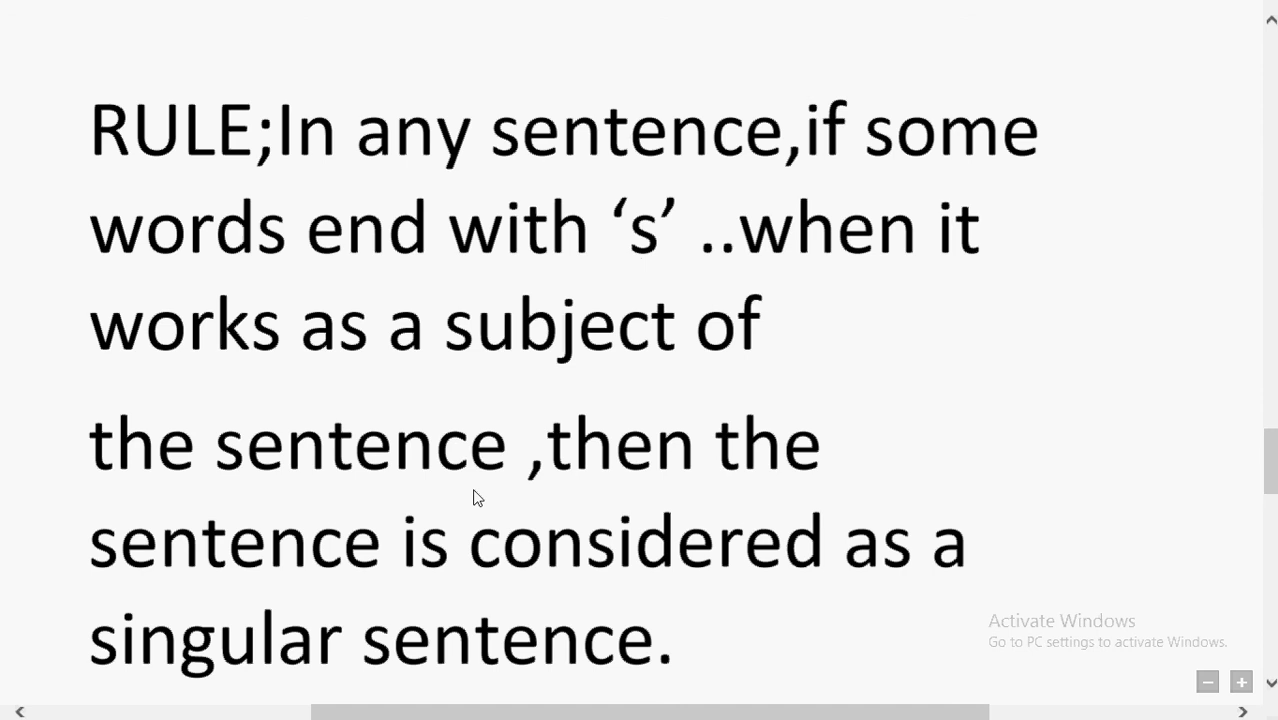 RULE;In any sentence,if some
words end with ‘s’ ..when it
works as a subject of
the sentence ,then the
sentence is considered as a
singular sentence.
Activate Windows
Go to PC settings to activate Windows.